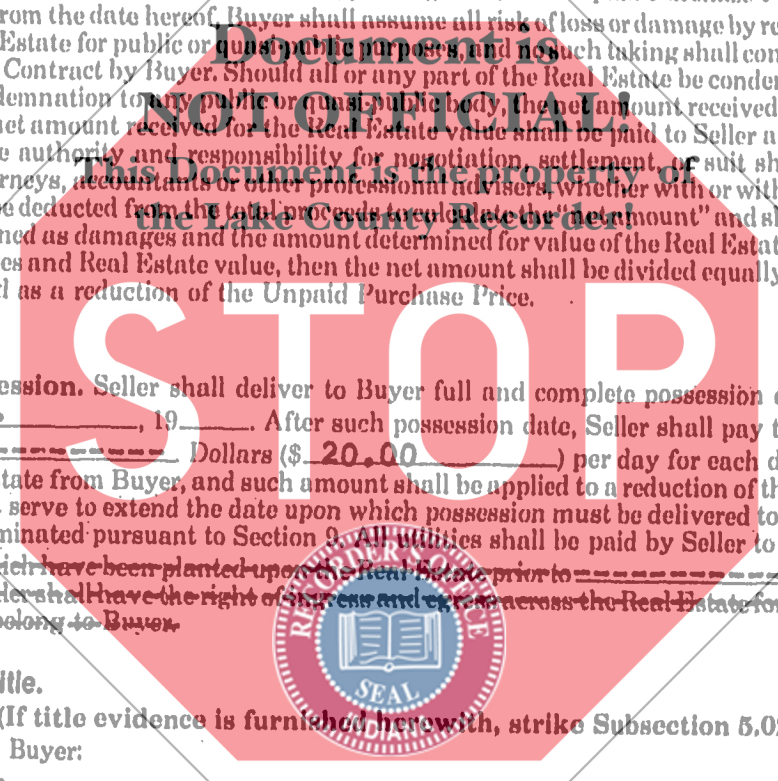 rom the date hereof, Buyer shall assume all risk of loss or damage by re
Document is
Estate for public or quasi-public purposes, and no such taking shall con
Contract by Buyer. Should all or any part of the Real Estate be conden
NOT OFFICIAL!
demnation to any public or quasi-public body, the net amount received
net amount received for the Real Estate value shall be paid to Seller a
e authority and responsibility for negotiation, settlement, of suit sh
This Document is the property of
rneys, accountants or other professional advisers, whether with or with
e deducted from the total proceeds to calculate the "net amount" and s
the Lake County Recorder!
ned as damages and the amount determined for value of the Real Estat
es and Real Estate value, then the net amount shall be divided equally
d as a reduction of the Unpaid Purchase Price.
STOP
ession. Seller shall deliver to Buyer full and complete possession
, 19 . After such possession date, Seller shall pay t
Dollars ($ 20.00 ) per day for each d
tate from Buyer, and such amount shall be applied to a reduction of th
serve to extend the date upon which possession must be delivered to
minated pursuant to Section 9. All utilities shall be paid by Seller to
ich have been planted upon the Real Estate prior to
ler shall have the right of ingress and egress across the Real Estate for
belong to Buyer.
RECORDER'S OFFICE
SEAL
INDIANA
itle.
(If title evidence is furnished herewith, strike Subsection 5.02
Buyer: